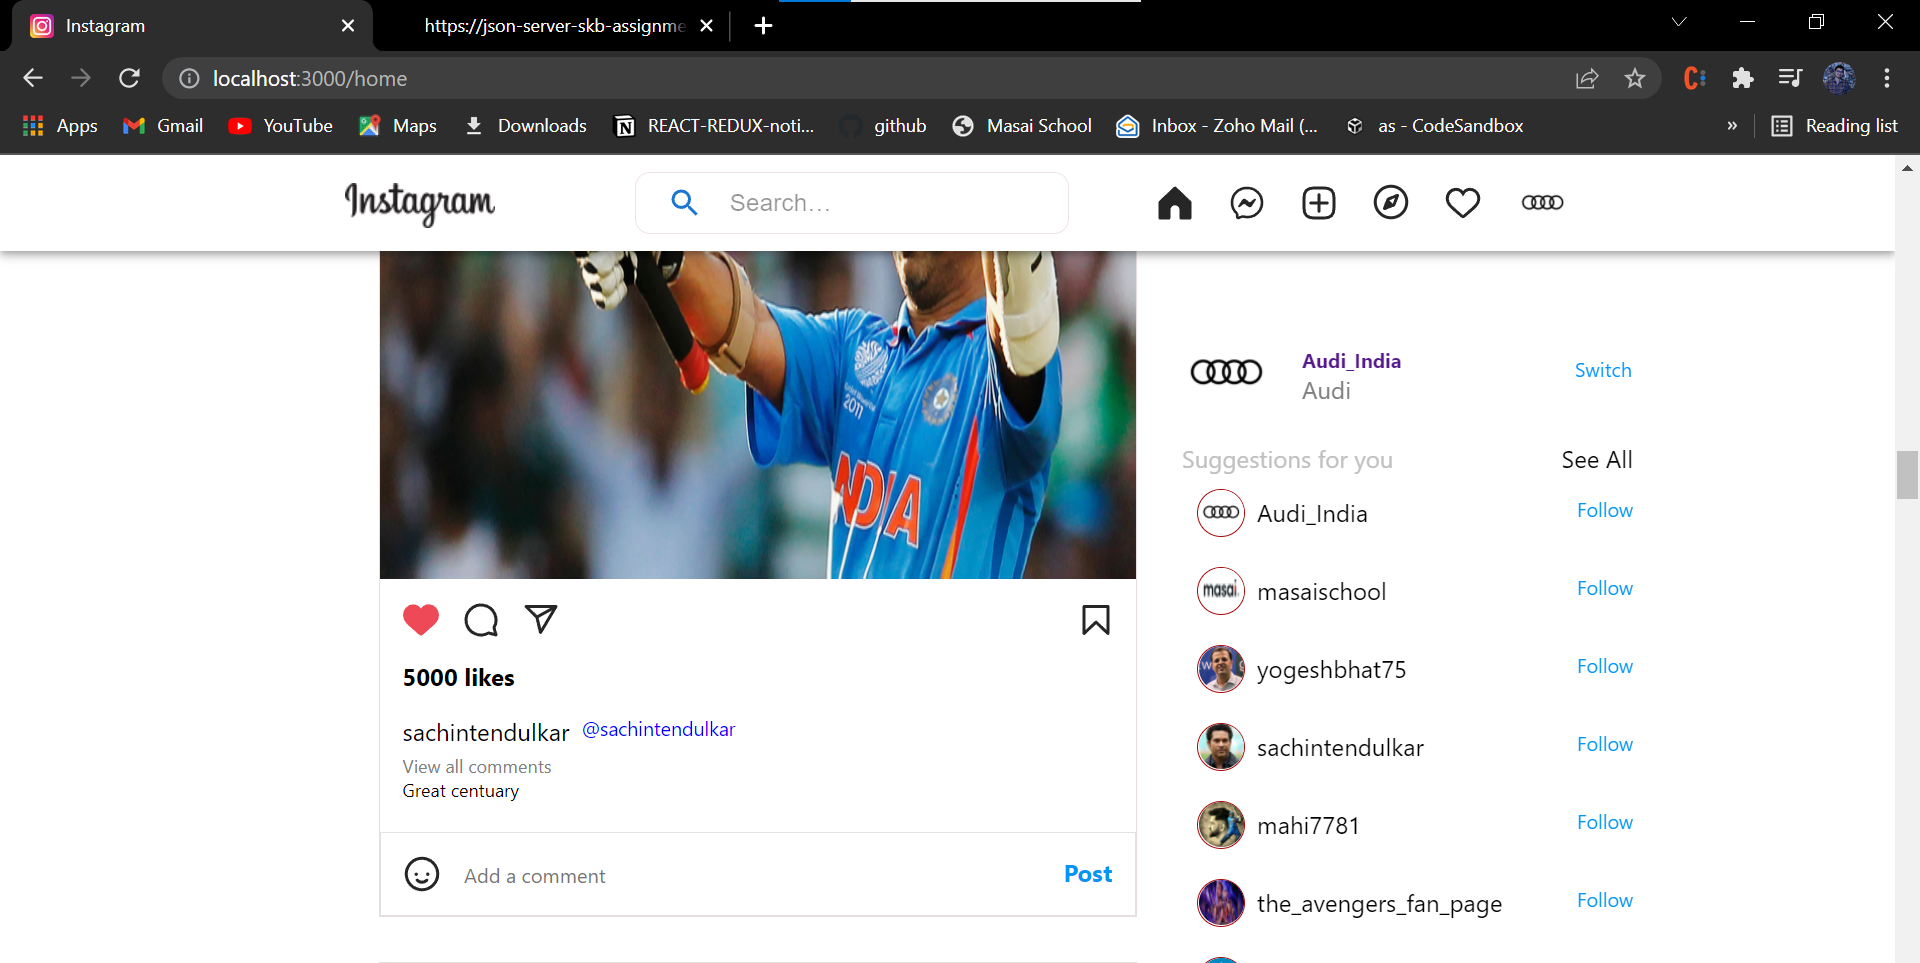 Instagram
https://json-server-skb-assignme
localhost:3000/home
Apps
Gmail
YouTube
Maps
Downloads
REACT-REDUX-noti...
github
Masai School
Inbox - Zoho Mail (...
as - CodeSandbox
»
Reading list
Instagram
Search...
2011
INDIA
Audi_India
Audi
Switch
Suggestions for you
See All
Audi_India
Follow
masai.
masaischool
Follow
yogeshbhat75
Follow
sachintendulkar
Follow
mahi7781
Follow
the_avengers_fan_page
Follow
5000 likes
sachintendulkar @sachintendulkar
View all comments
Great centuary
Add a comment
Post